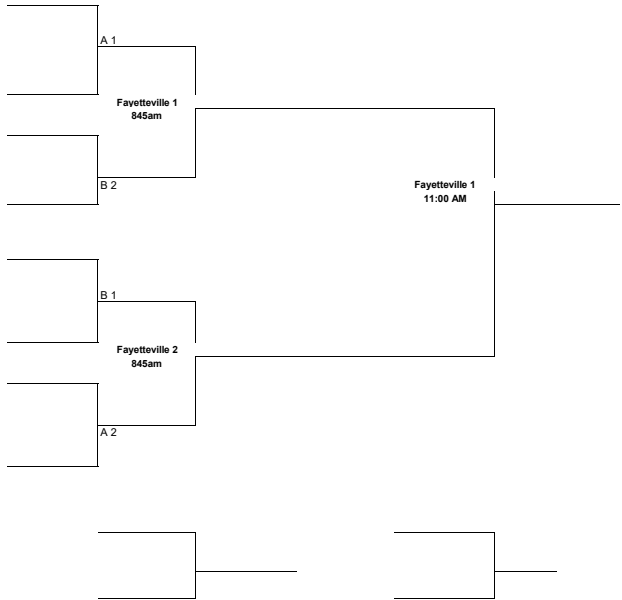 A 1
Fayetteville 1
845am
B 2
Fayetteville 1
11:00 AM
B 1
Fayetteville 2
845am
A 2